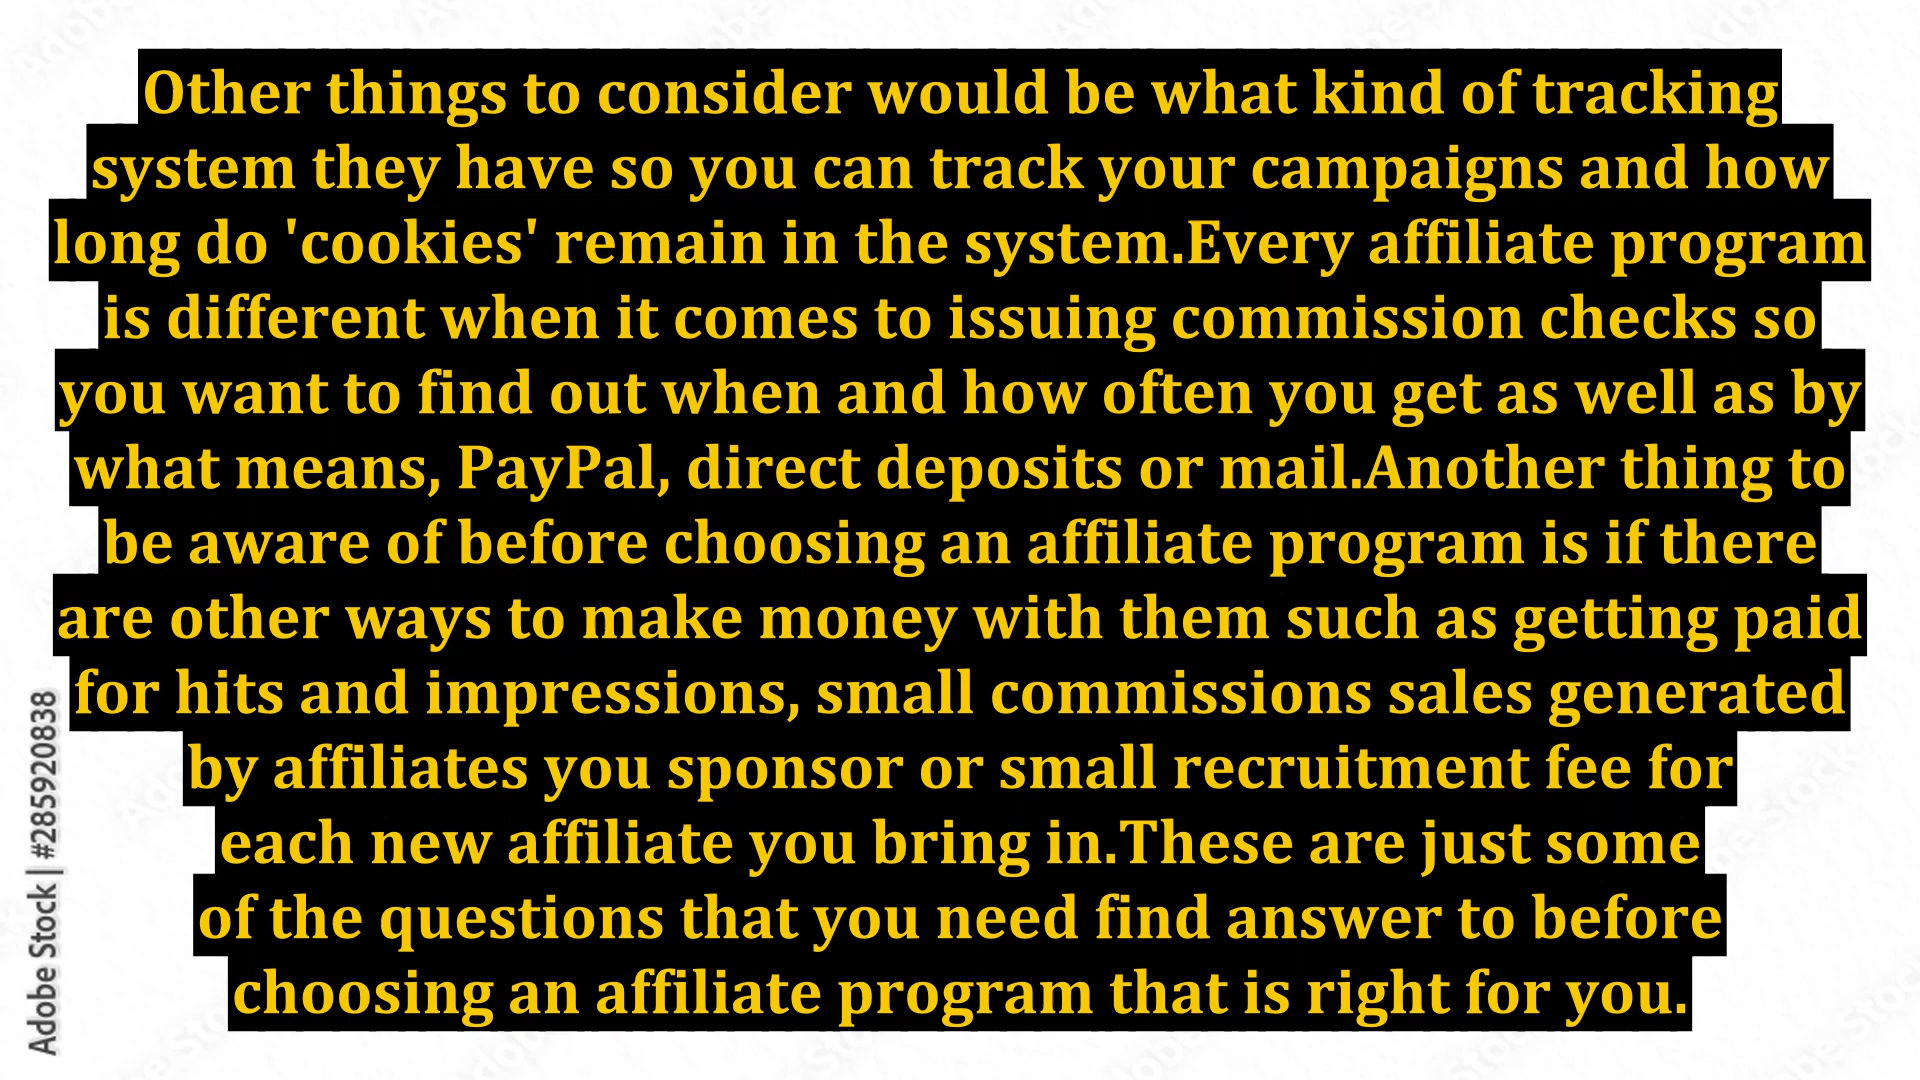 Other things to consider would be what kind of tracking
system they have so you can track your campaigns and how
long do 'cookies' remain in the system.Every affiliate program
is different when it comes to issuing commission checks so
you want to find out when and how often you get as well as by
what means, PayPal, direct deposits or mail.Another thing to
be aware of before choosing an affiliate program is if there
are other ways to make money with them such as getting paid
for hits and impressions, small commissions sales generated
by affiliates you sponsor or small recruitment fee for
each new affiliate you bring in.These are just some
of the questions that you need find answer to before
choosing an affiliate program that is right for you.
Adobe Stock | #285920838